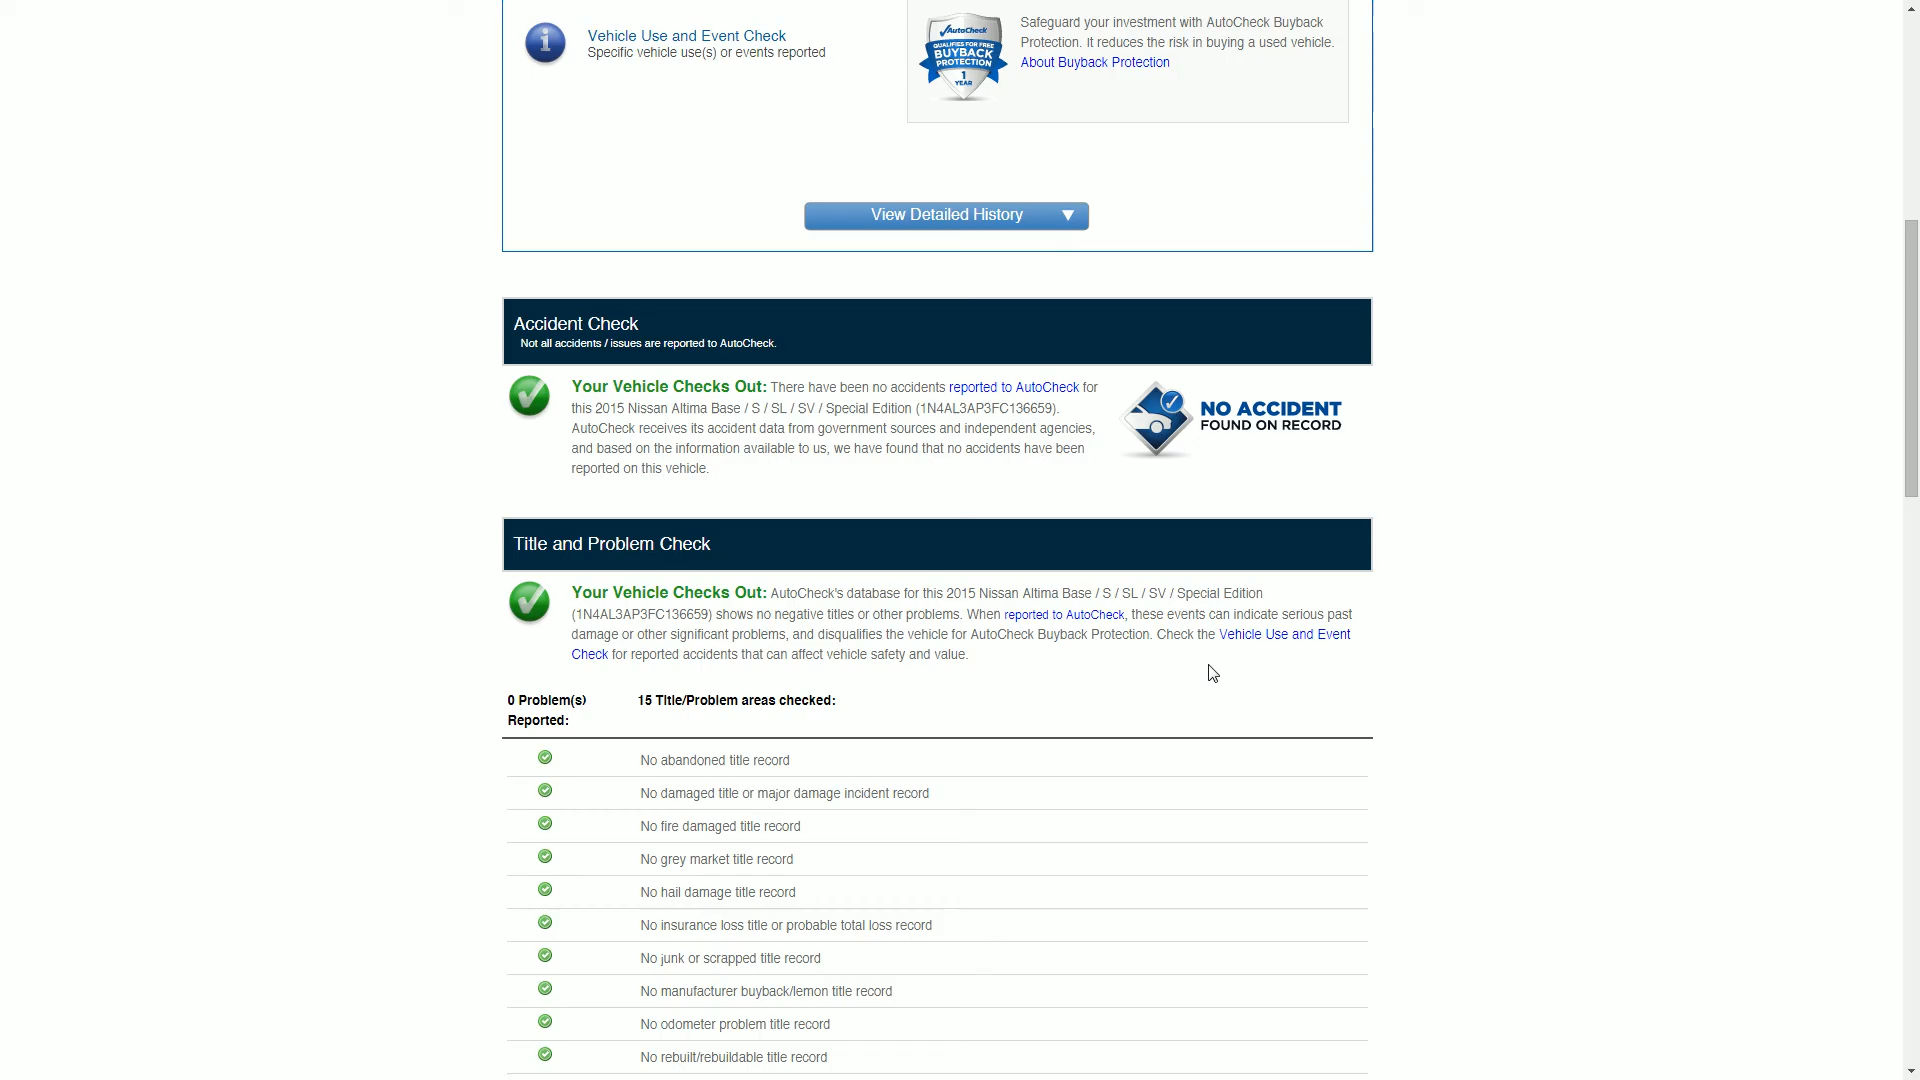 Vehicle Use and Event Check
Specific vehicle use(s) or events reported
AutoCheck
QUALIFIES FOR FREE
BUYBACK
PROTECTION
1
YEAR
Safeguard your investment with AutoCheck Buyback
Protection. It reduces the risk in buying a used vehicle.
About Buyback Protection
View Detailed History
Accident Check
Not all accidents / issues are reported to AutoCheck.
Your Vehicle Checks Out: There have been no accidents reported to AutoCheck for
this 2015 Nissan Altima Base / S / SL / SV / Special Edition (1N4AL3AP3FC136659).
AutoCheck receives its accident data from government sources and independent agencies,
and based on the information available to us, we have found that no accidents have been
reported on this vehicle.
NO ACCIDENT
FOUND ON RECORD
Title and Problem Check
Your Vehicle Checks Out: AutoCheck's database for this 2015 Nissan Altima Base / S / SL / SV / Special Edition
(1N4AL3AP3FC136659) shows no negative titles or other problems. When reported to AutoCheck, these events can indicate serious past
damage or other significant problems, and disqualifies the vehicle for AutoCheck Buyback Protection. Check the Vehicle Use and Event
Check for reported accidents that can affect vehicle safety and value.
0 Problem(s)
Reported:
15 Title/Problem areas checked:
No abandoned title record
No damaged title or major damage incident record
No fire damaged title record
No grey market title record
No hail damage title record
No insurance loss title or probable total loss record
No junk or scrapped title record
No manufacturer buyback/lemon title record
No odometer problem title record
No rebuilt/rebuildable title record